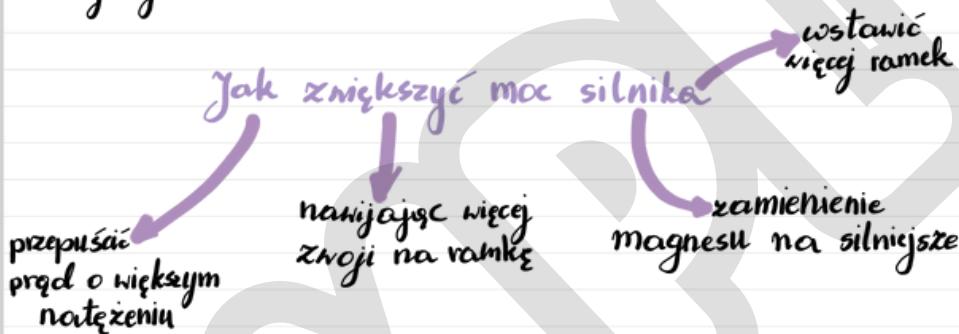 wstawić
więcej ramek
Jak zwiększyć moc silnika
nawijając więcej
zwoji na ramkę
zamienienie
magnesu na silniejsze
przepuścić
prąd o większym
natężeniu